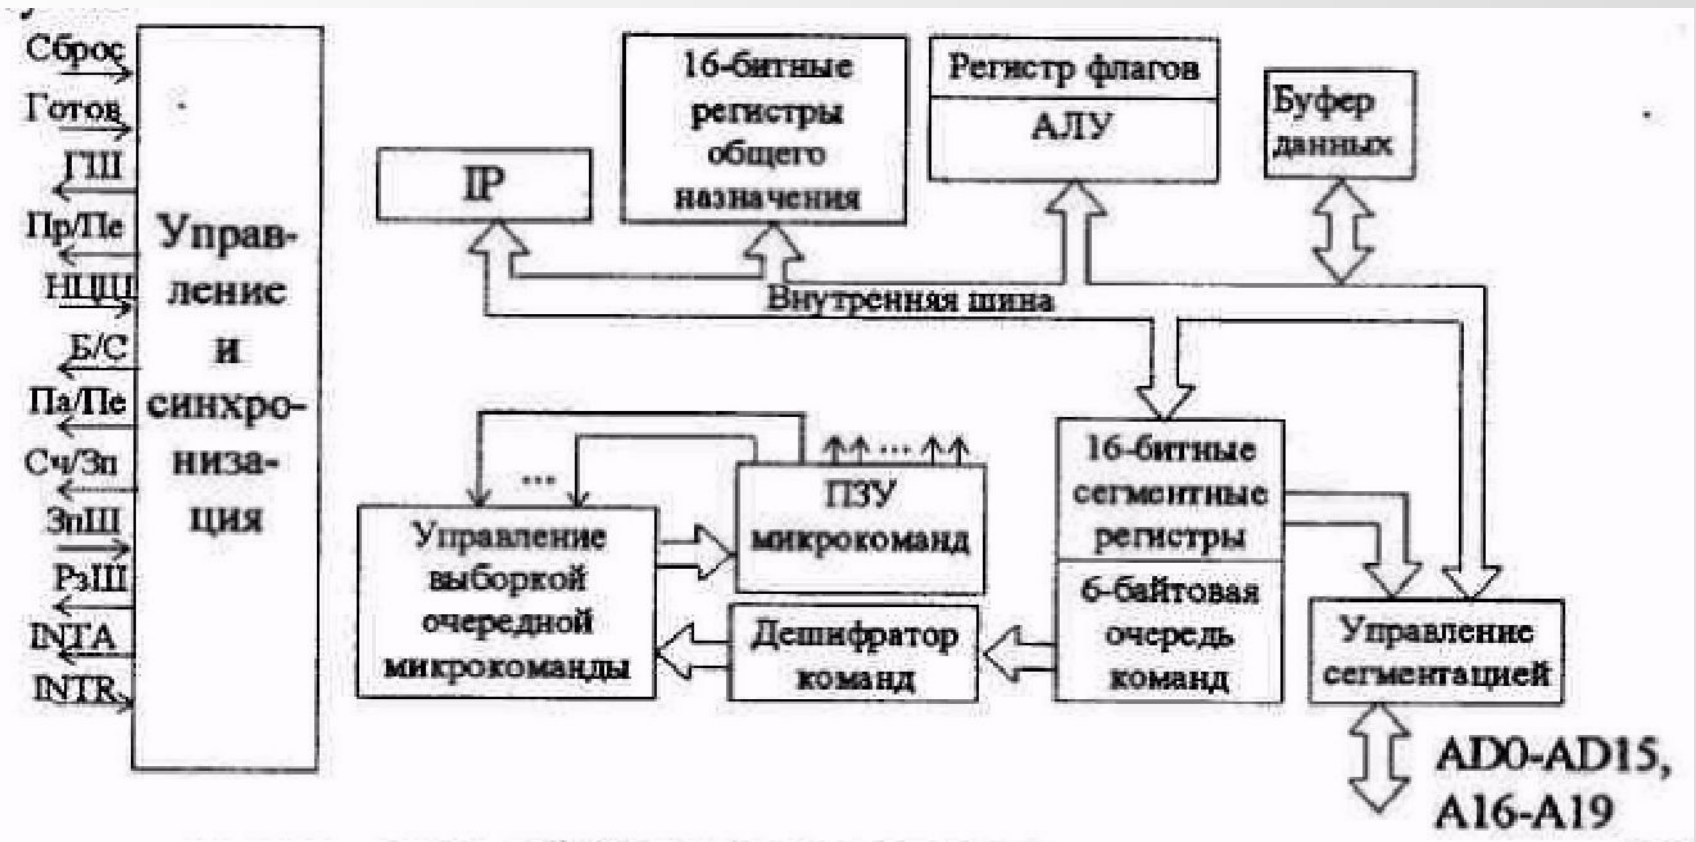 Сброс
Готов
ГШ
Пр/Пе
НЦШ
Б/С
Па/Пе
Сч/Зп
ЗпШ
РзШ
INTA
INTR
Управ-
ление
и
синхро-
низа-
ция
IP
16-битные
регистры
общего
назначения
Регистр флагов
АЛУ
Буфер
данных
Внутренняя шина
...
...
Управление
выборкой
очередной
микрокоманды
ПЗУ
микрокоманд
Дешифратор
команд
16-битные
сегментные
регистры
6-байтовая
очередь
команд
Управление
сегментацией
AD0-AD15,
A16-A19